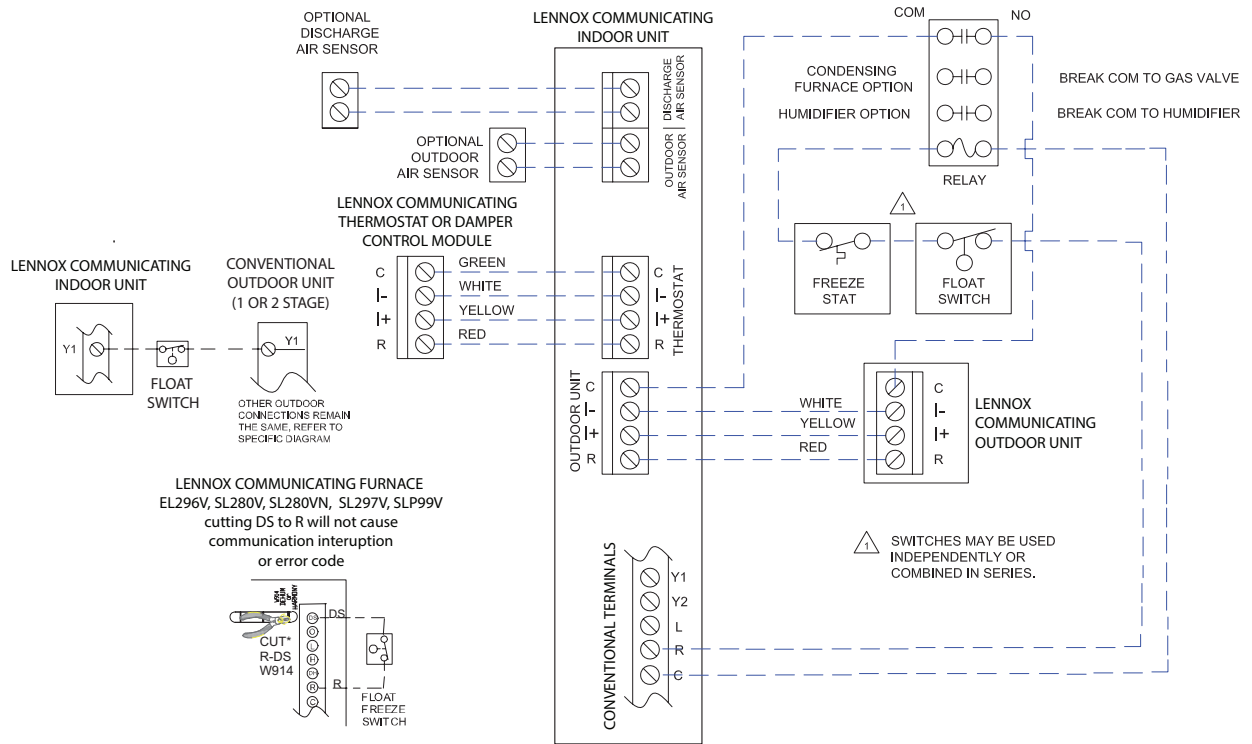 OPTIONAL
DISCHARGE
AIR SENSOR
LENNOX COMMUNICATING
INDOOR UNIT
DISCHARGE
AIR SENSOR
OUTDOOR
AIR SENSOR
OPTIONAL
OUTDOOR
AIR SENSOR
COM
NO
CONDENSING
FURNACE OPTION
BREAK COM TO GAS VALVE
HUMIDIFIER OPTION
BREAK COM TO HUMIDIFIER
RELAY
1
FREEZE
STAT
FLOAT
SWITCH
LENNOX COMMUNICATING
THERMOSTAT OR DAMPER
CONTROL MODULE
C
I-
I+
R
GREEN
WHITE
YELLOW
RED
C
I-
I+
R
THERMOSTAT
LENNOX COMMUNICATING
INDOOR UNIT
Y1
FLOAT
SWITCH
CONVENTIONAL
OUTDOOR UNIT
(1 OR 2 STAGE)
Y1
OTHER OUTDOOR
CONNECTIONS REMAIN
THE SAME, REFER TO
SPECIFIC DIAGRAM
OUTDOOR UNIT
C
I-
I+
R
WHITE
YELLOW
RED
C
I-
I+
R
LENNOX
COMMUNICATING
OUTDOOR UNIT
LENNOX COMMUNICATING FURNACE
EL296V, SL280V, SL280VN, SL297V, SLP99V
cutting DS to R will not cause
communication interuption
or error code
W914
DEHUM
OR
HARMONY
CUT*
R-DS
W914
DS
O
L
H
DH
R
C
DS
R
FLOAT
FREEZE
SWITCH
CONVENTIONAL TERMINALS
Y1
Y2
L
R
C
1
SWITCHES MAY BE USED
INDEPENDENTLY OR
COMBINED IN SERIES.